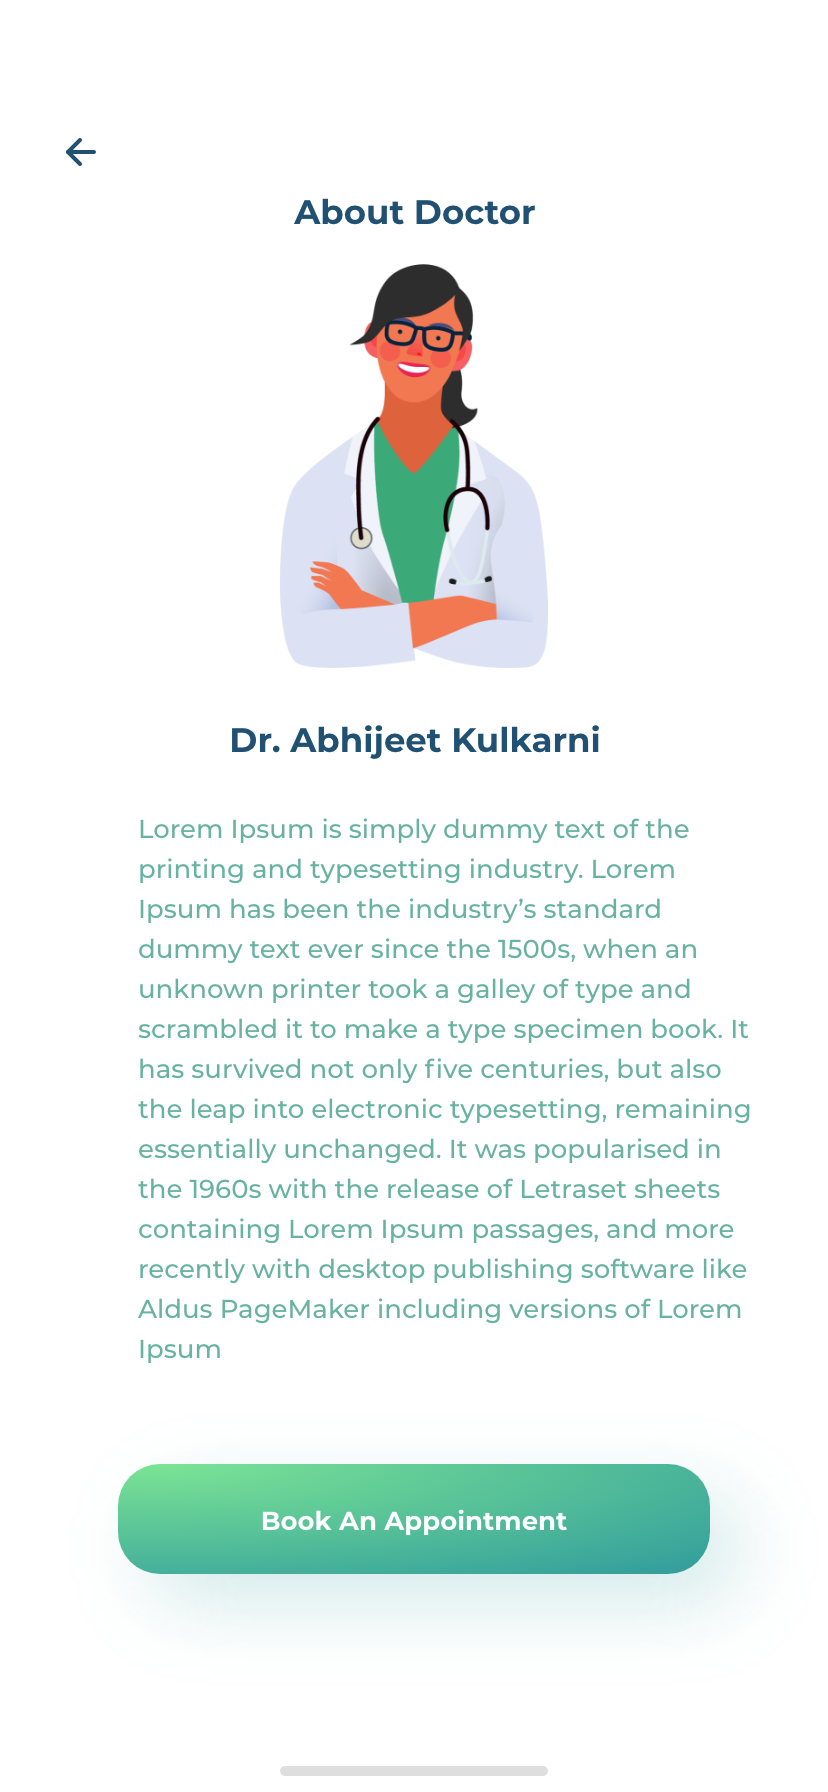 About Doctor
Dr. Abhijeet Kulkarni
Lorem Ipsum is simply dummy text of the
printing and typesetting industry. Lorem
Ipsum has been the industry’s standard
dummy text ever since the 1500s, when an
unknown printer took a galley of type and
scrambled it to make a type specimen book. It
has survived not only five centuries, but also
the leap into electronic typesetting, remaining
essentially unchanged. It was popularised in
the 1960s with the release of Letraset sheets
containing Lorem Ipsum passages, and more
recently with desktop publishing software like
Aldus PageMaker including versions of Lorem
Ipsum
Book An Appointment